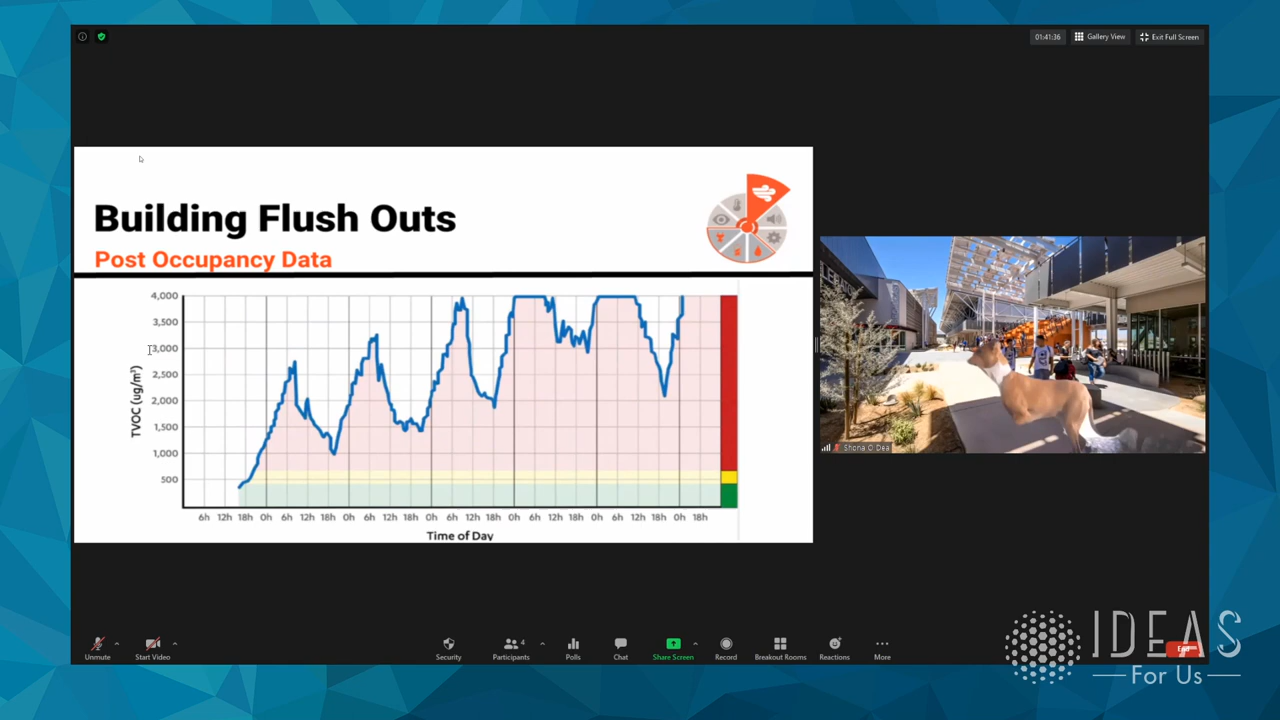 01:41:36 Gallery View Exit Full Screen
Building Flush Outs
Post Occupancy Data
4,000
3,500
3,000
2,500
2,000
1,500
1,000
500
TVOC (ug/m³)
6h 12h 18h 0h 6h 12h 18h 0h 6h 12h 18h 0h 6h 12h 18h 0h 6h 12h 18h 0h 6h 12h 18h 0h 18h
Time of Day
Shona O Dea
Unmute Start Video Security Participants 4 Polls Chat Share Screen Record Breakout Rooms Reactions More
End
IDEAS
For Us